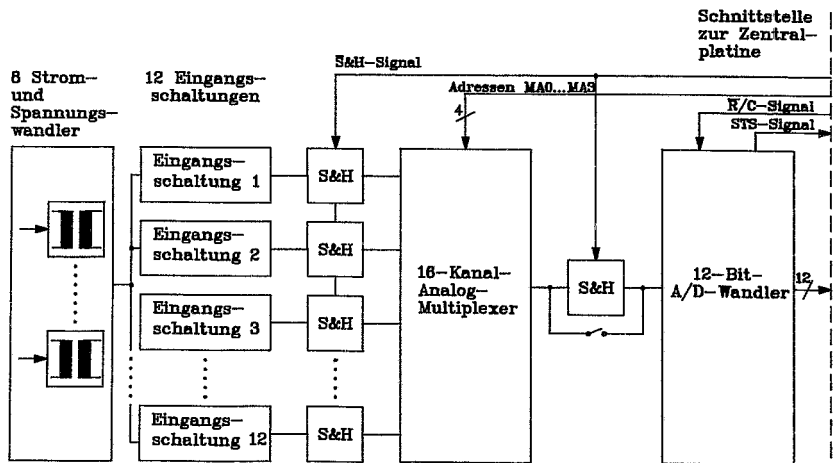 Schnittstelle
zur Zentral-
platine
S&H-Signal
8 Strom-
und
Spannungs-
wandler
12 Eingangs-
schaltungen
Adressen MA0...MA3
4
R/C-Signal
STS-Signal
Eingangs-
schaltung 1
S&H
Eingangs-
schaltung 2
S&H
16-Kanal-
Analog-
Multiplexer
S&H
12-Bit-
A/D-Wandler
12
Eingangs-
schaltung 3
S&H
Eingangs-
schaltung 12
S&H